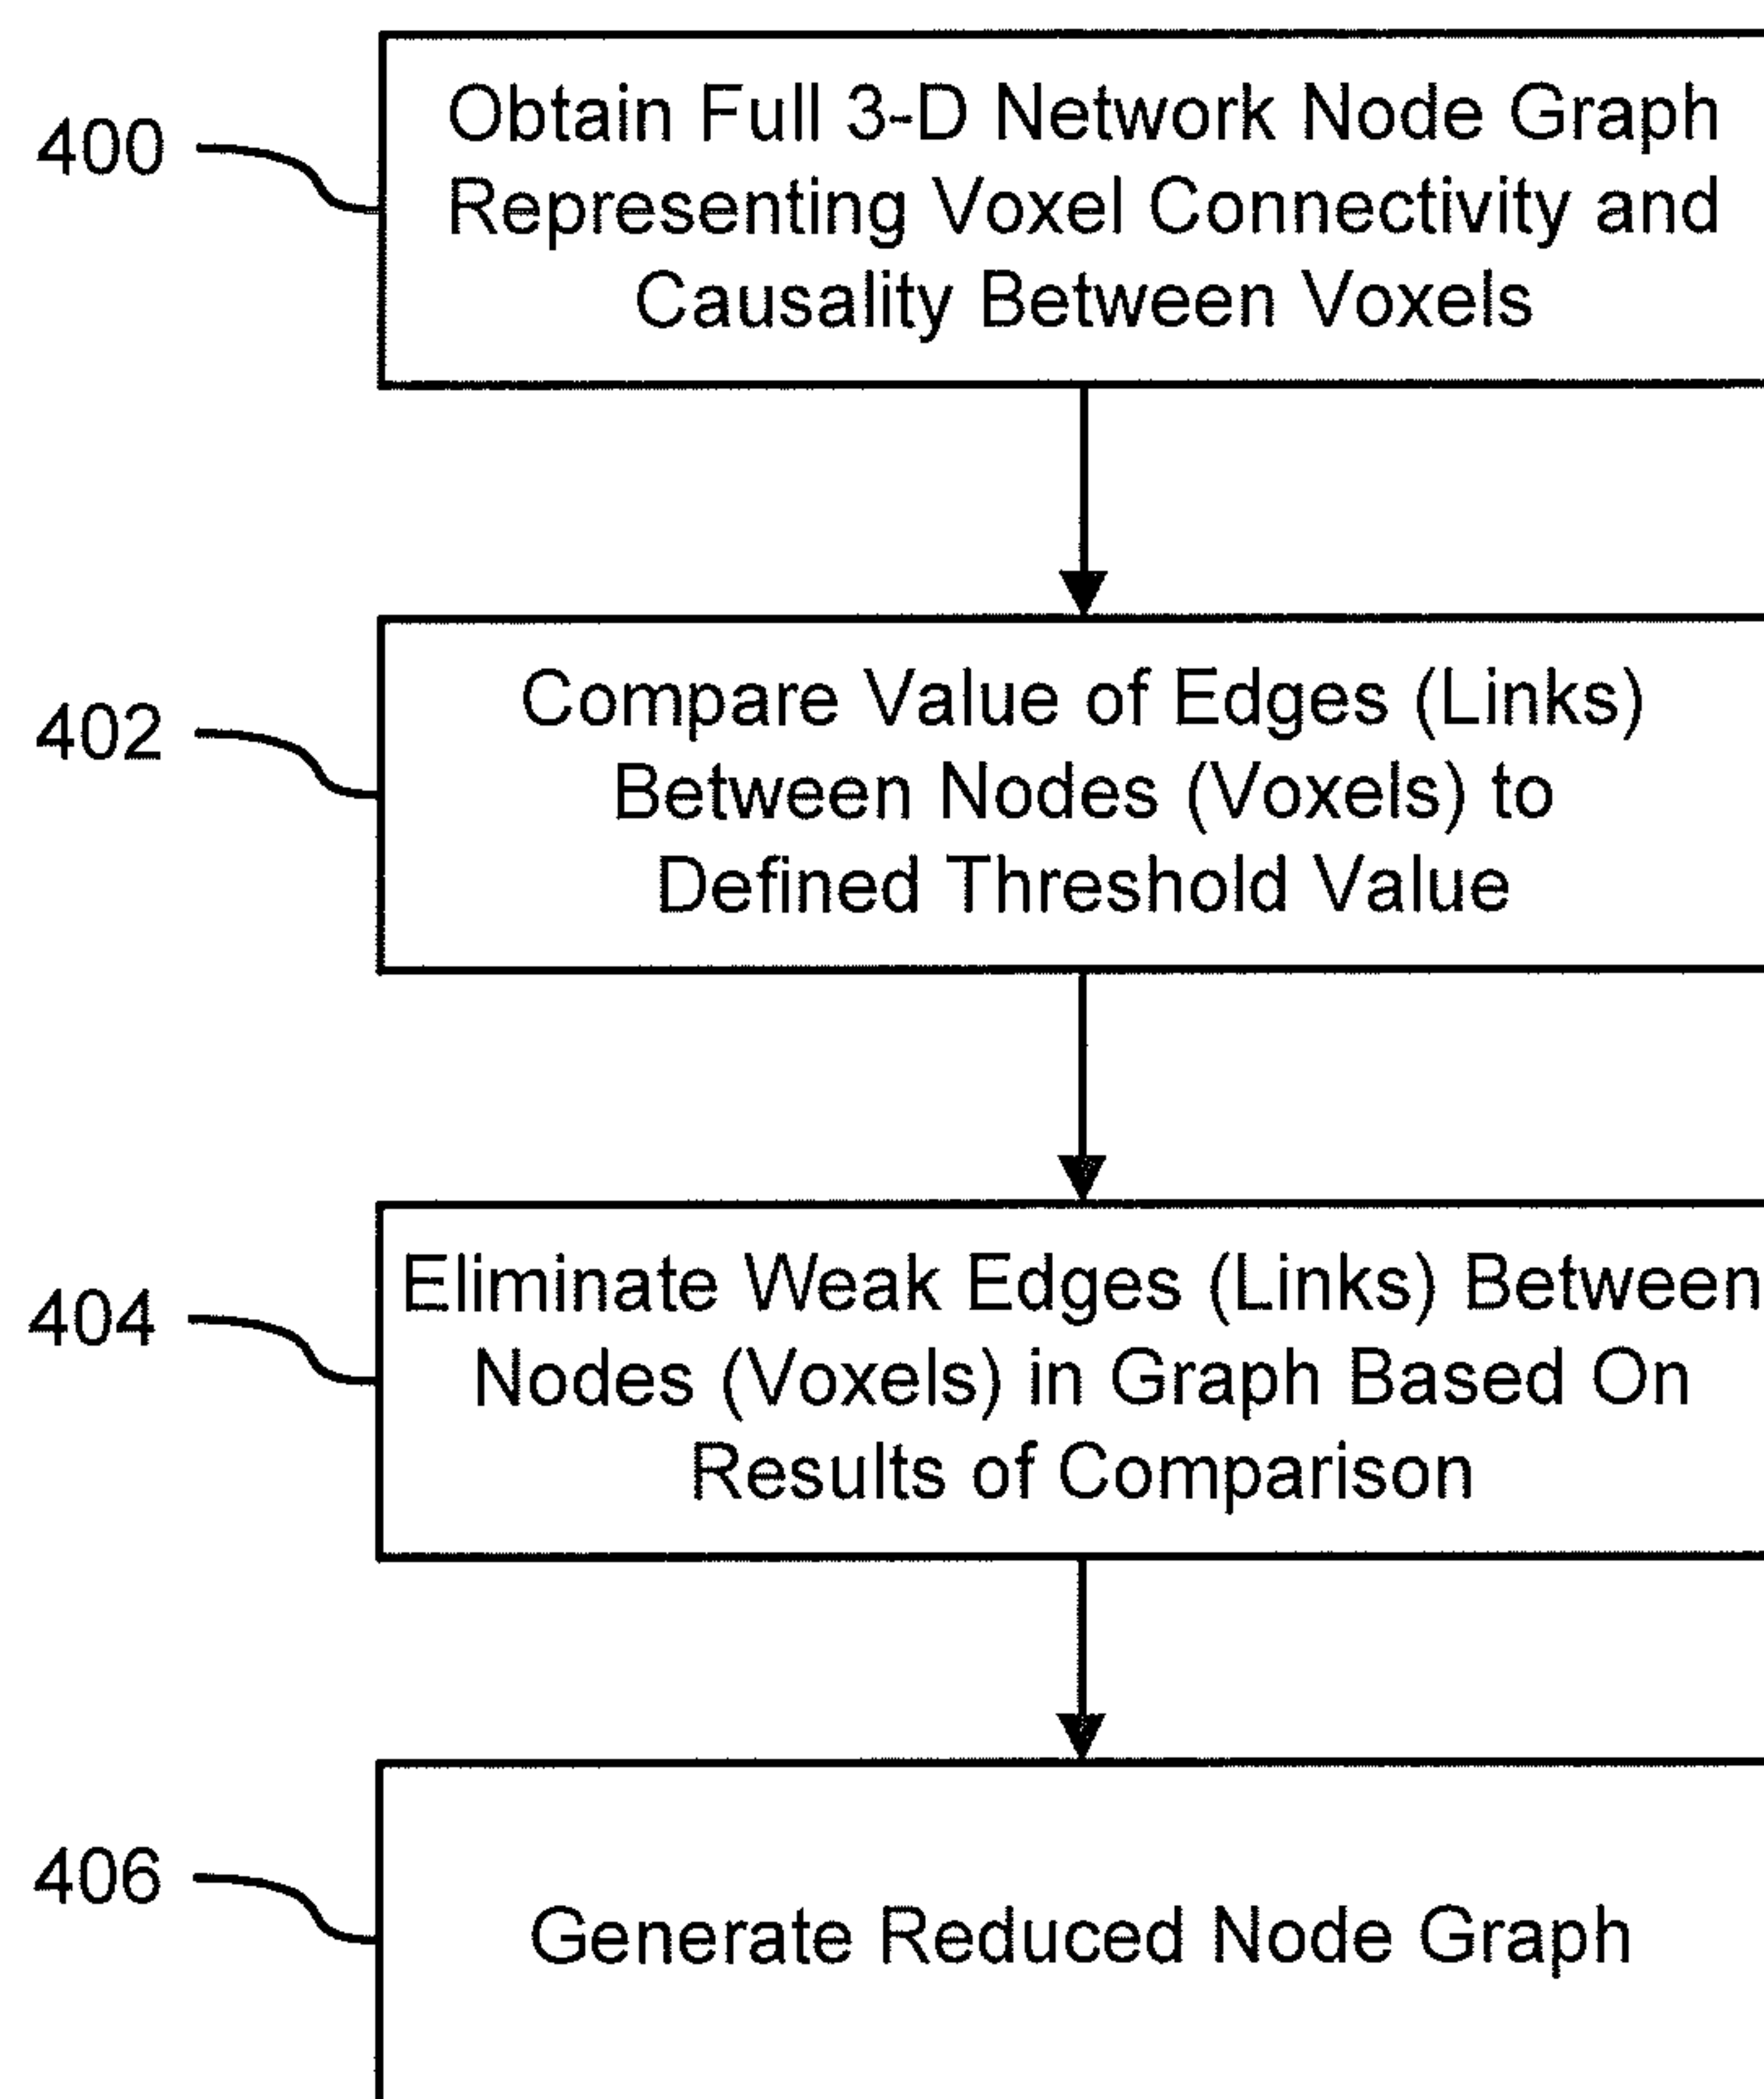 400
Obtain Full 3-D Network Node Graph
Representing Voxel Connectivity and
Causality Between Voxels
402
Compare Value of Edges (Links)
Between Nodes (Voxels) to
Defined Threshold Value
404
Eliminate Weak Edges (Links) Between
Nodes (Voxels) in Graph Based On
Results of Comparison
406
Generate Reduced Node Graph